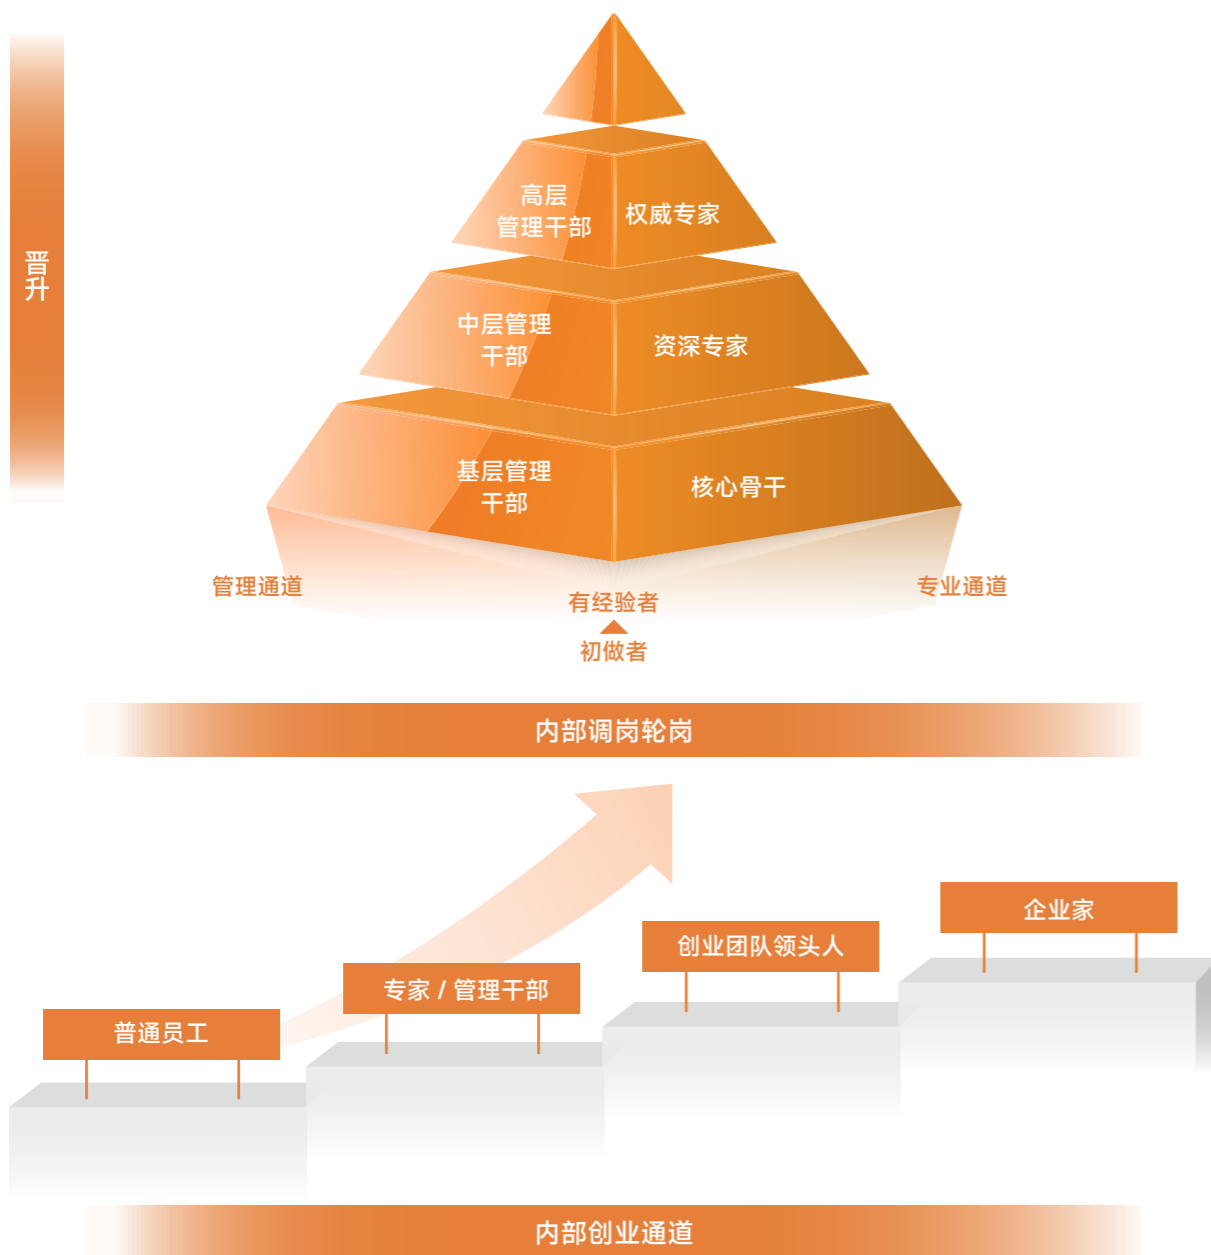 晋升
高层
管理干部
权威专家
中层管理
干部
资深专家
基层管理
干部
核心骨干
管理通道
有经验者
专业通道
初做者
内部调岗轮岗
企业家
创业团队领头人
专家 / 管理干部
普通员工
内部创业通道